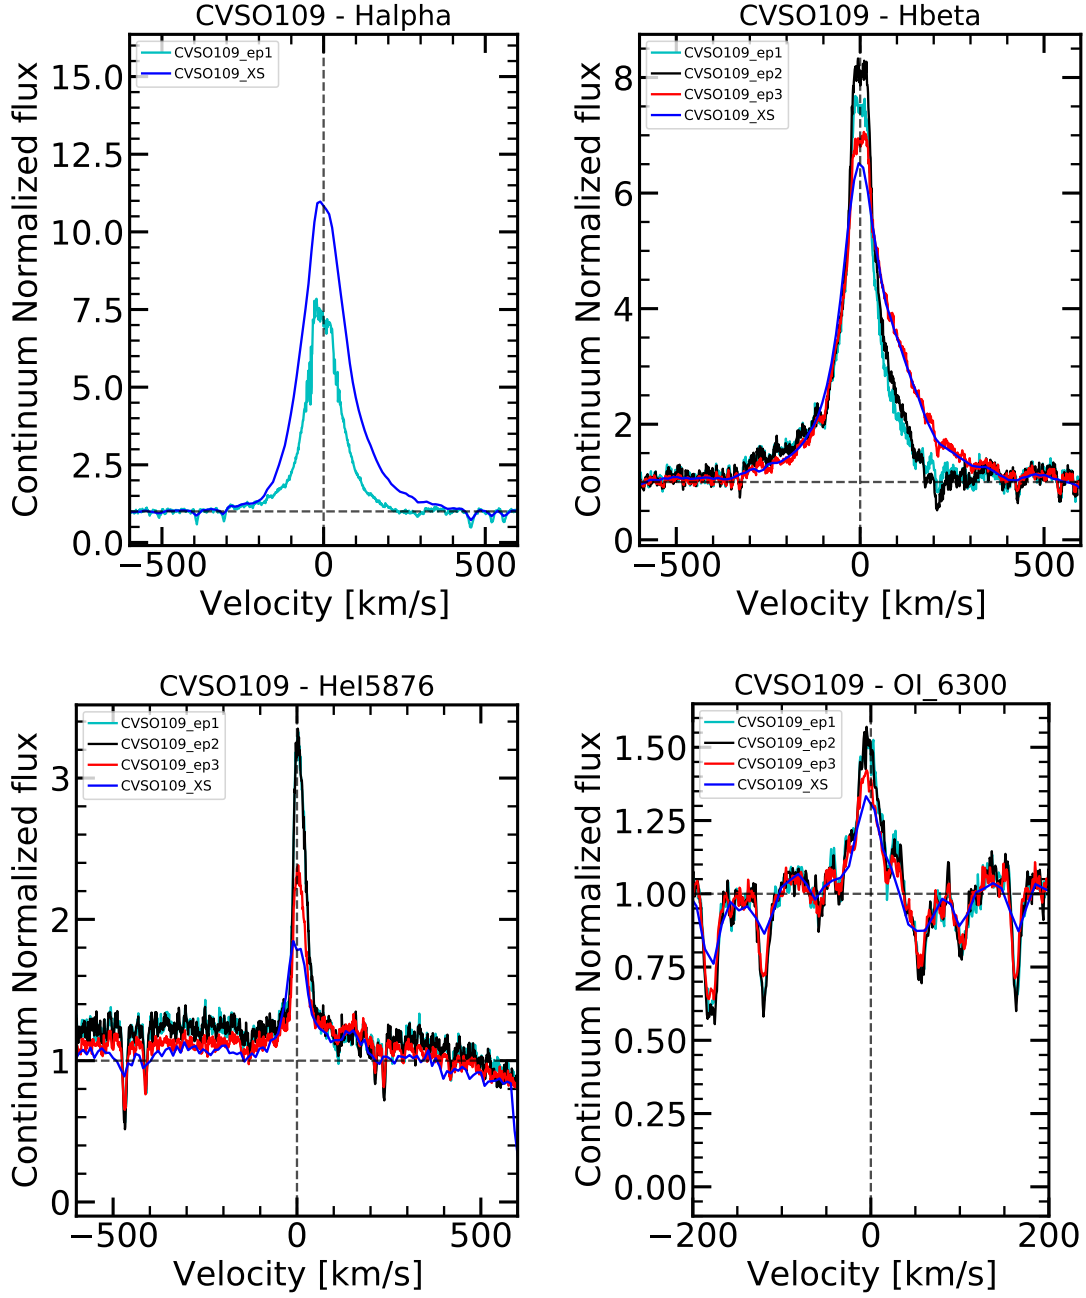 CVSO109 - Halpha
CVSO109_ep1
CVSO109_XS
Continuum Normalized flux
15.0
12.5
10.0
7.5
5.0
2.5
0.0
−500
0
500
Velocity [km/s]
CVSO109 - Hbeta
CVSO109_ep1
CVSO109_ep2
CVSO109_ep3
CVSO109_XS
Continuum Normalized flux
8
6
4
2
0
−500
0
500
Velocity [km/s]
CVSO109 - HeI5876
CVSO109_ep1
CVSO109_ep2
CVSO109_ep3
CVSO109_XS
Continuum Normalized flux
3
2
1
0
−500
0
500
Velocity [km/s]
CVSO109 - OI_6300
CVSO109_ep1
CVSO109_ep2
CVSO109_ep3
CVSO109_XS
Continuum Normalized flux
1.50
1.25
1.00
0.75
0.50
0.25
0.00
−200
0
200
Velocity [km/s]